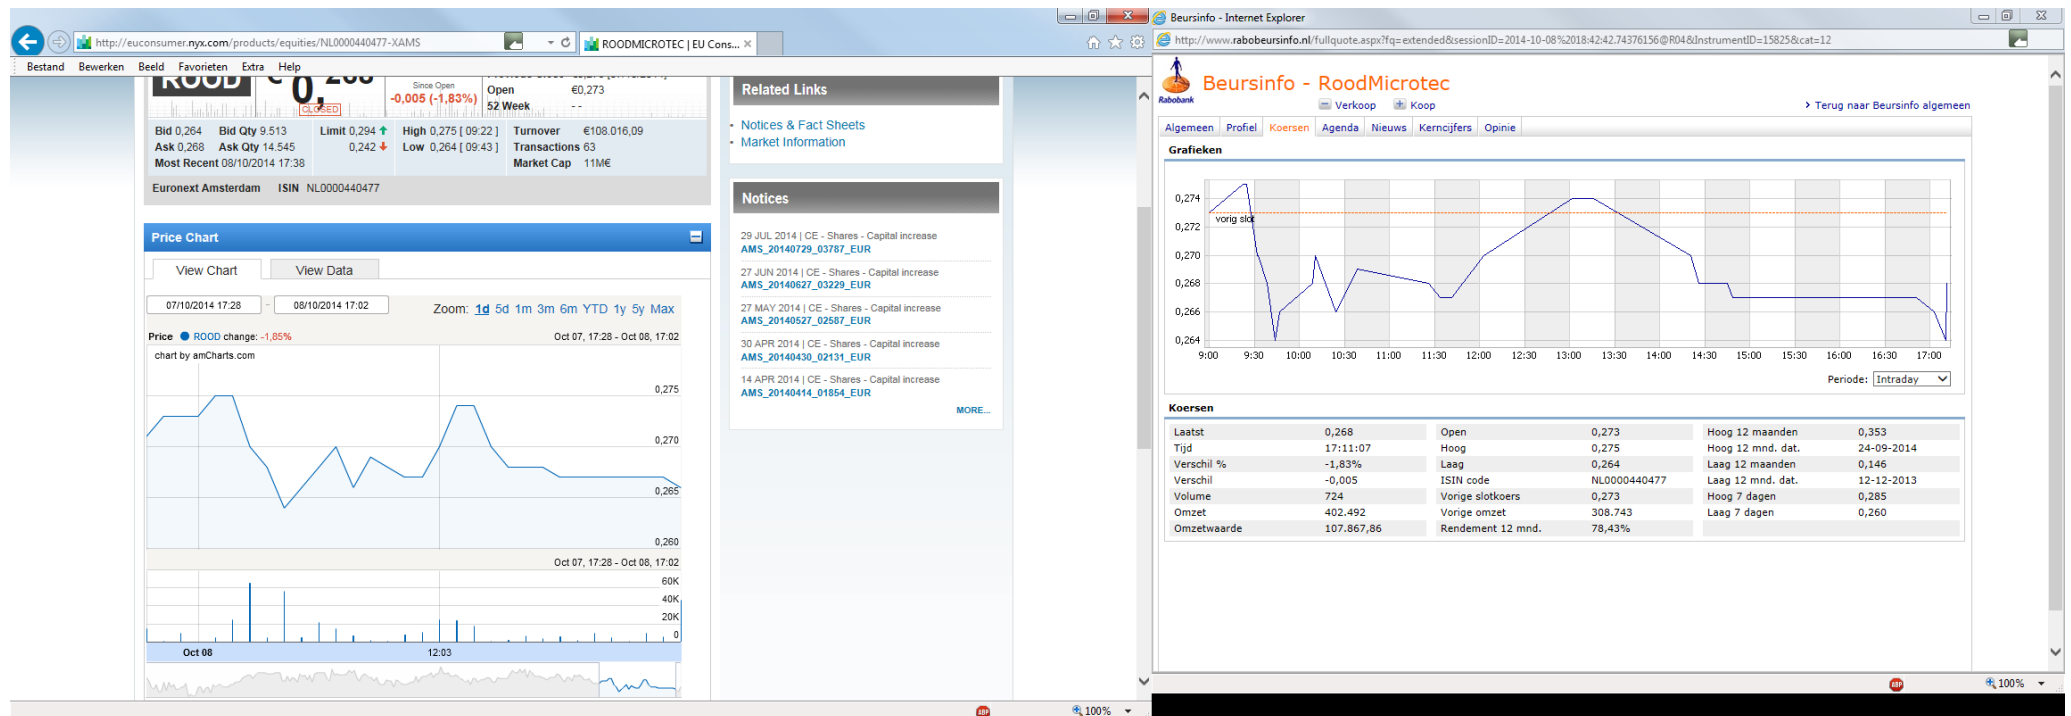 http://euconsumer.nyx.com/products/equities/NL0000440477-XAMS
ROODMICROTEC | EU Cons...
Bestand Bewerken Beeld Favorieten Extra Help
ROOD € 0,268
CLOSED
Since Open
-0,005 (-1,83%)
Open €0,273
52 Week - -
Bid 0,264 Bid Qty 9.513 Limit 0,294 High 0,275 [ 09:22 ] Turnover €108.016,09
Ask 0,268 Ask Qty 14.545 0,242 Low 0,264 [ 09:43 ] Transactions 63
Most Recent 08/10/2014 17:38 Market Cap 11M€
Euronext Amsterdam ISIN NL0000440477
Price Chart
View Chart View Data
07/10/2014 17:28 - 08/10/2014 17:02 Zoom: 1d 5d 1m 3m 6m YTD 1y 5y Max
Price ROOD change: -1,85% Oct 07, 17:28 - Oct 08, 17:02
chart by amCharts.com
0,275
0,270
0,265
0,260
Oct 07, 17:28 - Oct 08, 17:02
60K
40K
20K
0
Oct 08 12:03
Related Links
Notices & Fact Sheets
Market Information
Notices
29 JUL 2014 | CE - Shares - Capital increase
AMS_20140729_03787_EUR
27 JUN 2014 | CE - Shares - Capital increase
AMS_20140627_03229_EUR
27 MAY 2014 | CE - Shares - Capital increase
AMS_20140527_02587_EUR
30 APR 2014 | CE - Shares - Capital increase
AMS_20140430_02131_EUR
14 APR 2014 | CE - Shares - Capital increase
AMS_20140414_01854_EUR
MORE...
ABP 100%
Beursinfo - Internet Explorer
http://www.rabobeursinfo.nl/fullquote.aspx?fq=extended&sessionID=2014-10-08%2018:42:42.74376156@R04&InstrumentID=15825&cat=12
Rabobank
Beursinfo - RoodMicrotec
Verkoop Koop
Terug naar Beursinfo algemeen
Algemeen Profiel Koersen Agenda Nieuws Kerncijfers Opinie
Grafieken
0,274
vorig slot
0,272
0,270
0,268
0,266
0,264
9:00 9:30 10:00 10:30 11:00 11:30 12:00 12:30 13:00 13:30 14:00 14:30 15:00 15:30 16:00 16:30 17:00
Periode: Intraday
Koersen
Laatst 0,268 Open 0,273 Hoog 12 maanden 0,353
Tijd 17:11:07 Hoog 0,275 Hoog 12 mnd. dat. 24-09-2014
Verschil % -1,83% Laag 0,264 Laag 12 maanden 0,146
Verschil -0,005 ISIN code NL0000440477 Laag 12 mnd. dat. 12-12-2013
Volume 724 Vorige slotkoers 0,273 Hoog 7 dagen 0,285
Omzet 402.492 Vorige omzet 308.743 Laag 7 dagen 0,260
Omzetwaarde 107.867,86 Rendement 12 mnd. 78,43%
ABP 100%